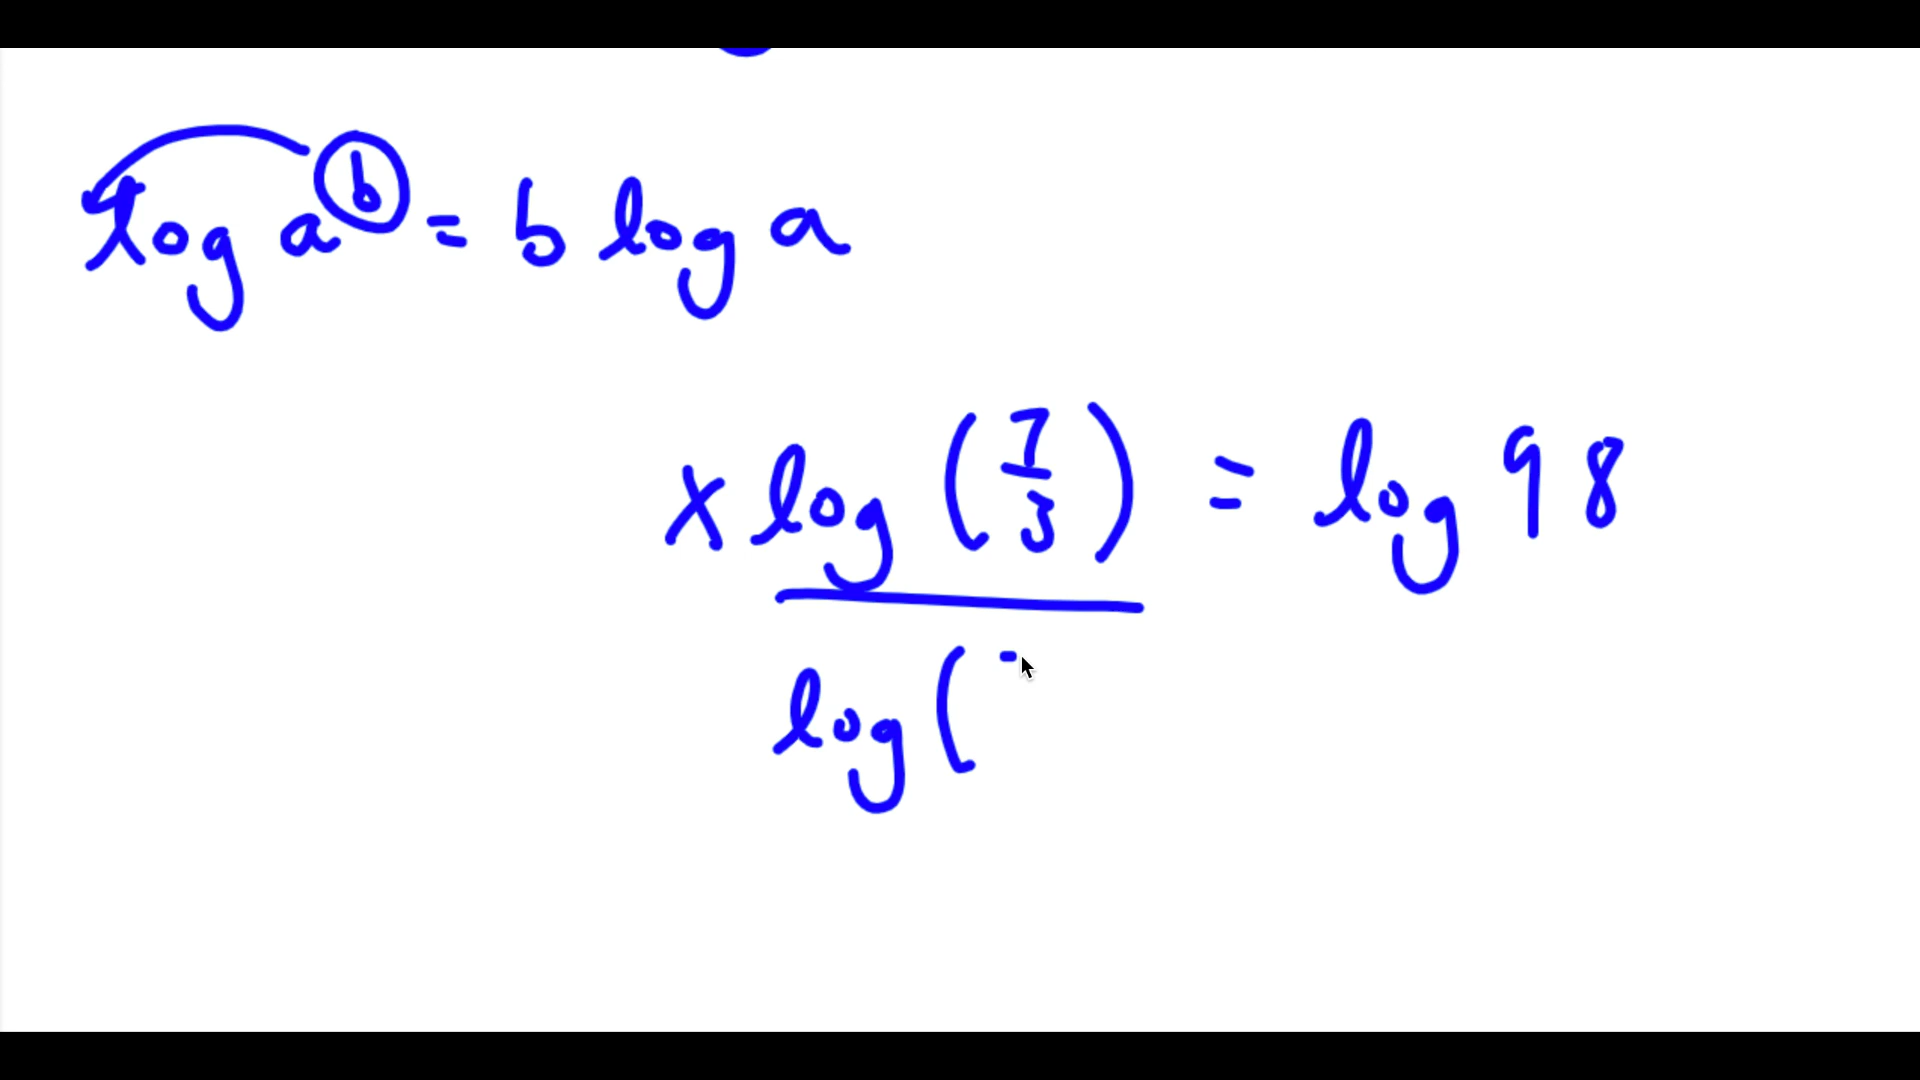 log a^b = b log a
x log (7/3) = log 98
log (